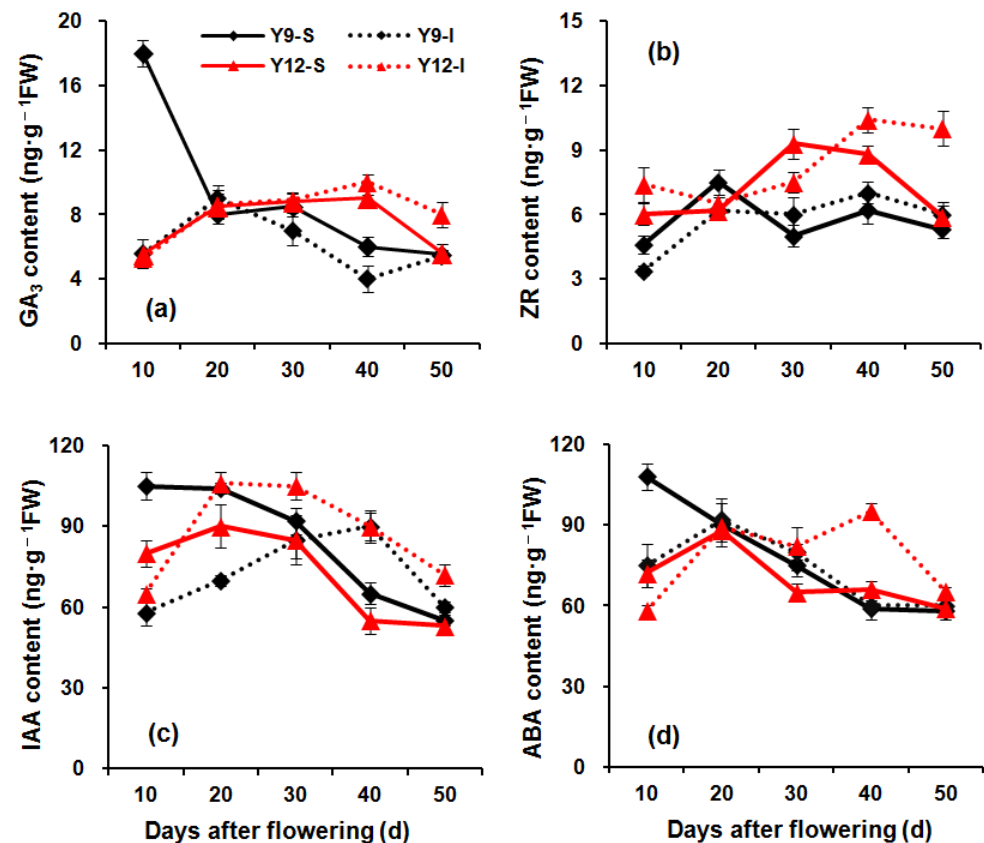 GA₃ content (ng·g⁻¹FW)
20
16
12
8
4
0
Y9-S
Y9-I
Y12-S
Y12-I
(a)
10 20 30 40 50
ZR content (ng·g⁻¹FW)
15
12
9
6
3
0
(b)
10 20 30 40 50
IAA content (ng·g⁻¹FW)
120
90
60
30
0
(c)
10 20 30 40 50
Days after flowering (d)
ABA content (ng·g⁻¹FW)
120
90
60
30
0
(d)
10 20 30 40 50
Days after flowering (d)